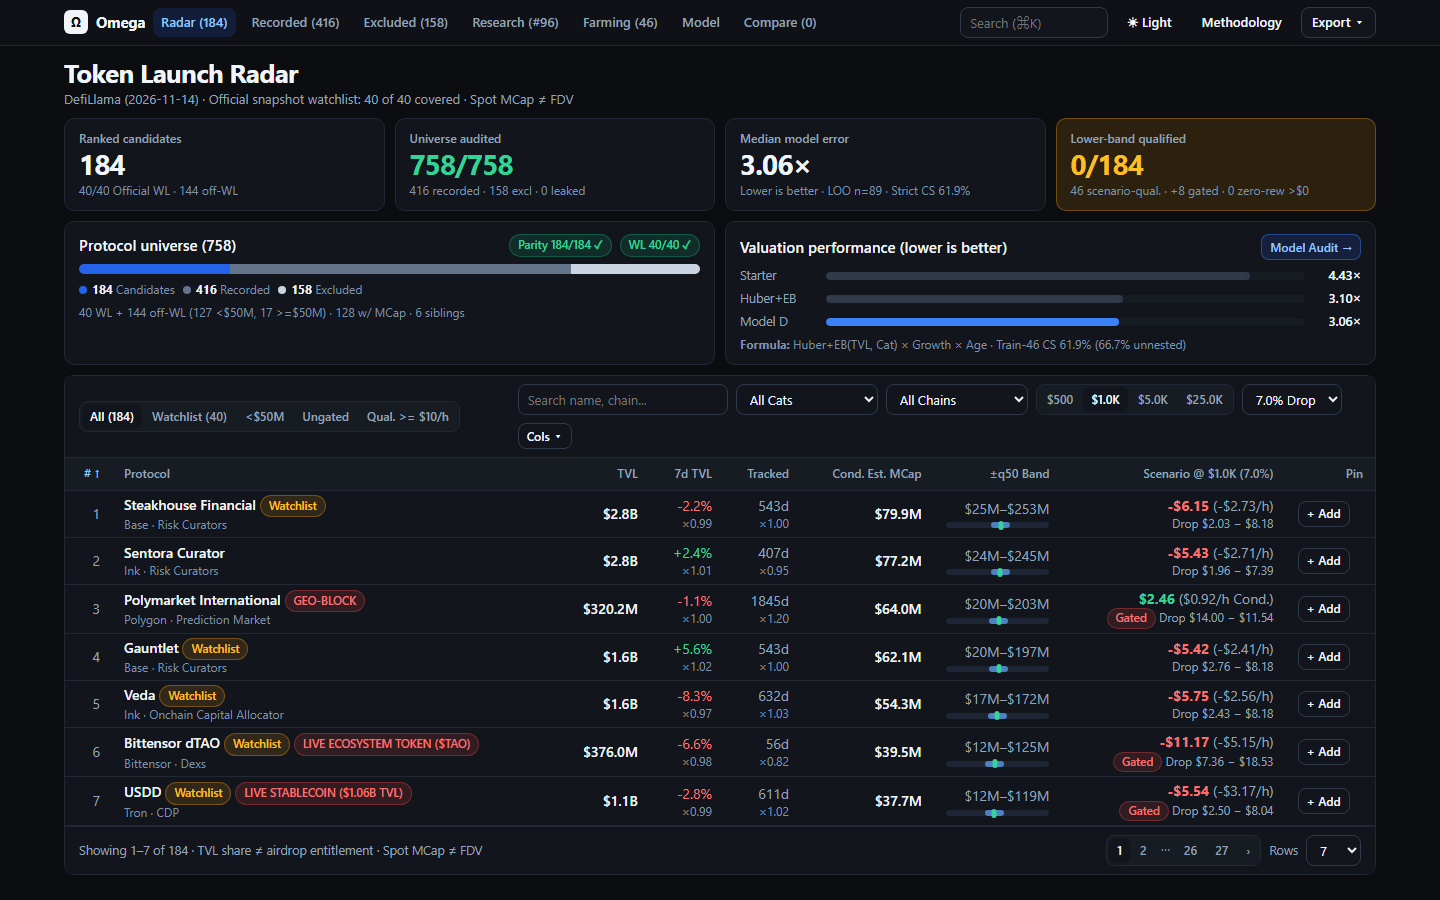 Ω Omega Radar (184) Recorded (416) Excluded (158) Research (#96) Farming (46) Model Compare (0) Search (⌘K) ☀ Light Methodology Export ▾
Token Launch Radar
DefiLlama (2026-11-14) · Official snapshot watchlist: 40 of 40 covered · Spot MCap ≠ FDV
Ranked candidates
184
40/40 Official WL · 144 off-WL
Universe audited
758/758
416 recorded · 158 excl · 0 leaked
Median model error
3.06×
Lower is better · LOO n=89 · Strict CS 61.9%
Lower-band qualified
0/184
46 scenario-qual. · +8 gated · 0 zero-rew >$0
Protocol universe (758) Parity 184/184 ✓ WL 40/40 ✓
184 Candidates 416 Recorded 158 Excluded
40 WL + 144 off-WL (127 <$50M, 17 >=$50M) · 128 w/ MCap · 6 siblings
Valuation performance (lower is better) Model Audit →
Starter 4.43×
Huber+EB 3.10×
Model D 3.06×
Formula: Huber+EB(TVL, Cat) × Growth × Age · Train-46 CS 61.9% (66.7% unnested)
All (184) Watchlist (40) <$50M Ungated Qual. >= $10/h Search name, chain... All Cats All Chains $500 $1.0K $5.0K $25.0K 7.0% Drop
Cols ▾
# ↑ Protocol TVL 7d TVL Tracked Cond. Est. MCap ±q50 Band Scenario @ $1.0K (7.0%) Pin
1 Steakhouse Financial Watchlist $2.8B -2.2% 543d $79.9M $25M–$253M -$6.15 (-$2.73/h) + Add
Base · Risk Curators ×0.99 ×1.00 Drop $2.03 – $8.18
2 Sentora Curator $2.8B +2.4% 407d $77.2M $24M–$245M -$5.43 (-$2.71/h) + Add
Ink · Risk Curators ×1.01 ×0.95 Drop $1.96 – $7.39
3 Polymarket International GEO-BLOCK $320.2M -1.1% 1845d $64.0M $20M–$203M $2.46 ($0.92/h Cond.) + Add
Polygon · Prediction Market ×1.00 ×1.20 Gated Drop $14.00 – $11.54
4 Gauntlet Watchlist $1.6B +5.6% 543d $62.1M $20M–$197M -$5.42 (-$2.41/h) + Add
Base · Risk Curators ×1.02 ×1.00 Drop $2.76 – $8.18
5 Veda Watchlist $1.6B -8.3% 632d $54.3M $17M–$172M -$5.75 (-$2.56/h) + Add
Ink · Onchain Capital Allocator ×0.97 ×1.03 Drop $2.43 – $8.18
6 Bittensor dTAO Watchlist LIVE ECOSYSTEM TOKEN ($TAO) $376.0M -6.6% 56d $39.5M $12M–$125M -$11.17 (-$5.15/h) + Add
Bittensor · Dexs ×0.98 ×0.82 Gated Drop $7.36 – $18.53
7 USDD Watchlist LIVE STABLECOIN ($1.06B TVL) $1.1B -2.8% 611d $37.7M $12M–$119M -$5.54 (-$3.17/h) + Add
Tron · CDP ×0.99 ×1.02 Gated Drop $2.50 – $8.04
Showing 1–7 of 184 · TVL share ≠ airdrop entitlement · Spot MCap ≠ FDV 1 2 ... 26 27 › Rows 7